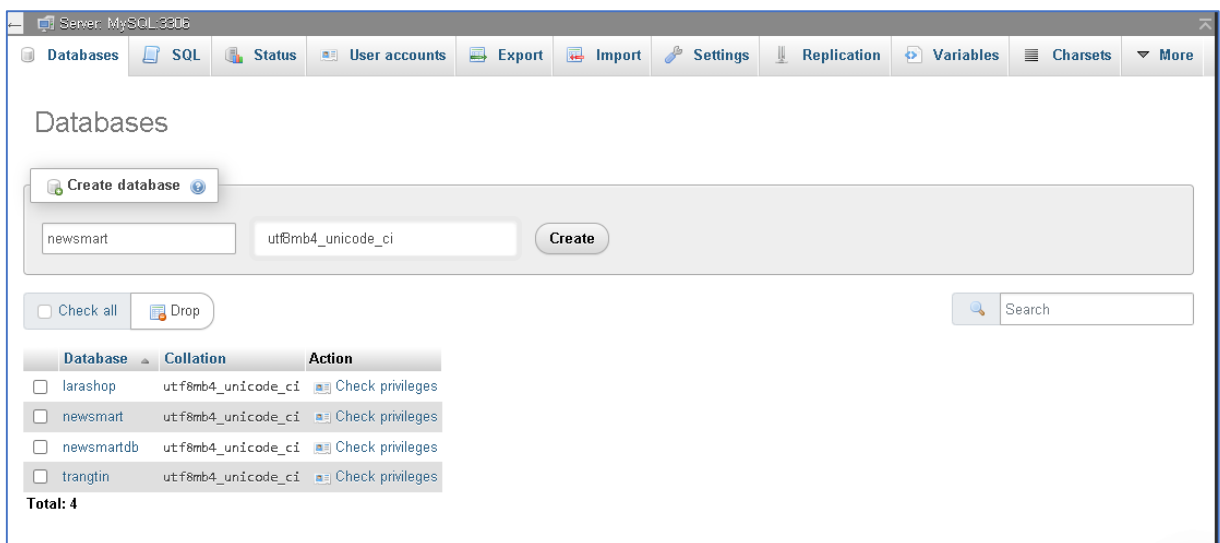 Server: MySQL:3306
Databases SQL Status User accounts Export Import Settings Replication Variables Charsets More
Databases
Create database
newsmart utf8mb4_unicode_ci Create
Check all Drop Search
Database Collation Action
larashop utf8mb4_unicode_ci Check privileges
newsmart utf8mb4_unicode_ci Check privileges
newsmartdb utf8mb4_unicode_ci Check privileges
trangtin utf8mb4_unicode_ci Check privileges
Total: 4